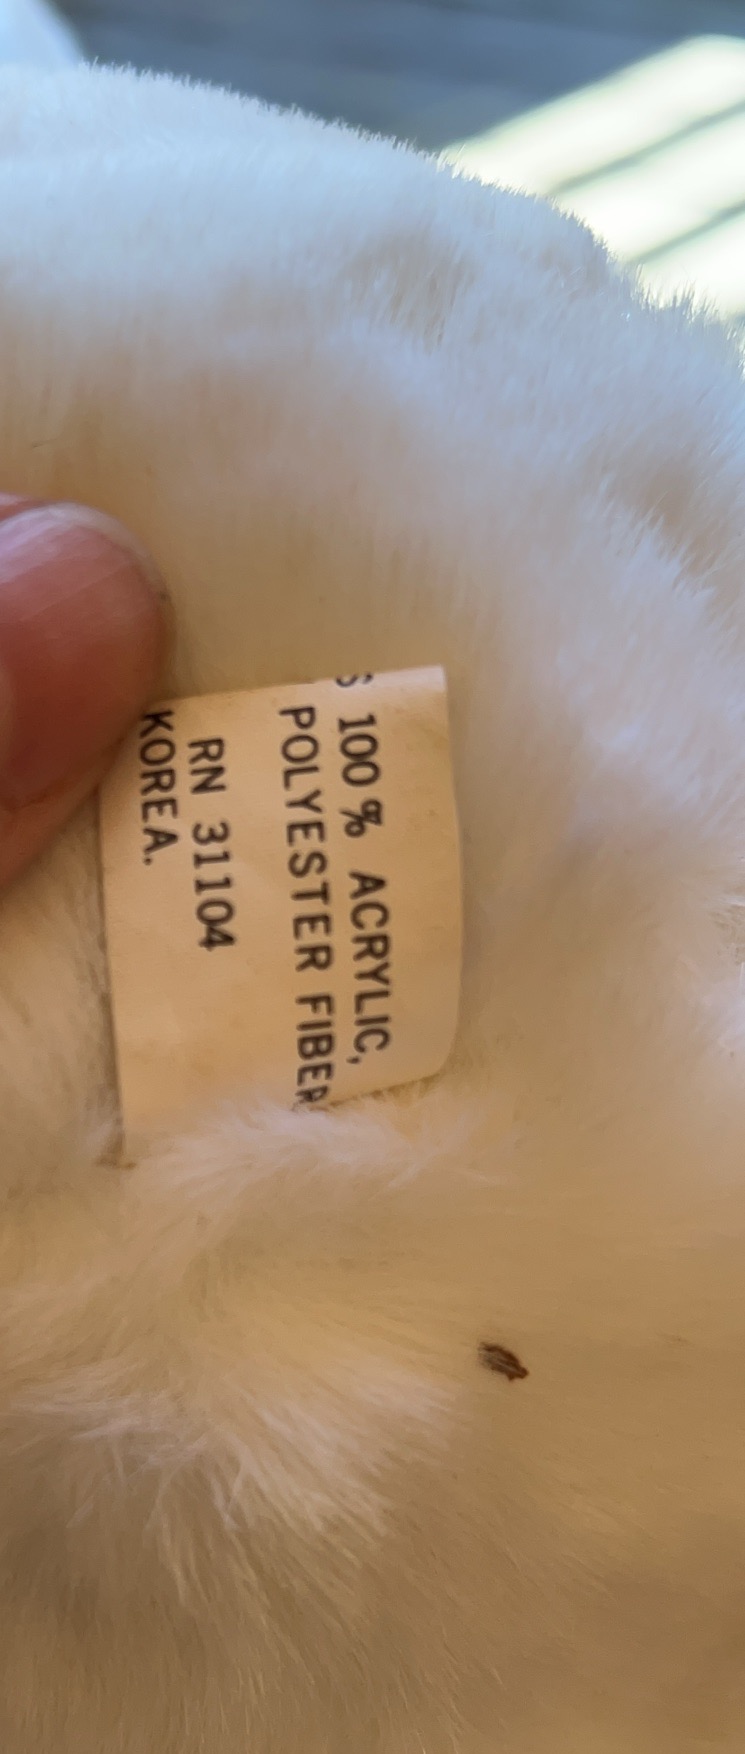 100% ACRYLIC,
POLYESTER FIBER
RN 31104
KOREA.